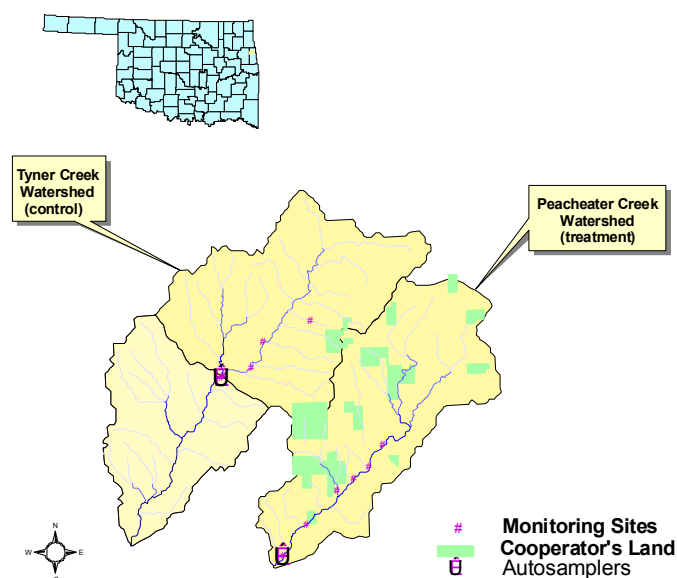 Tyner Creek
Watershed
(control)
Peacheater Creek
Watershed
(treatment)
N
W E
# Monitoring Sites
Cooperator's Land
Autosamplers